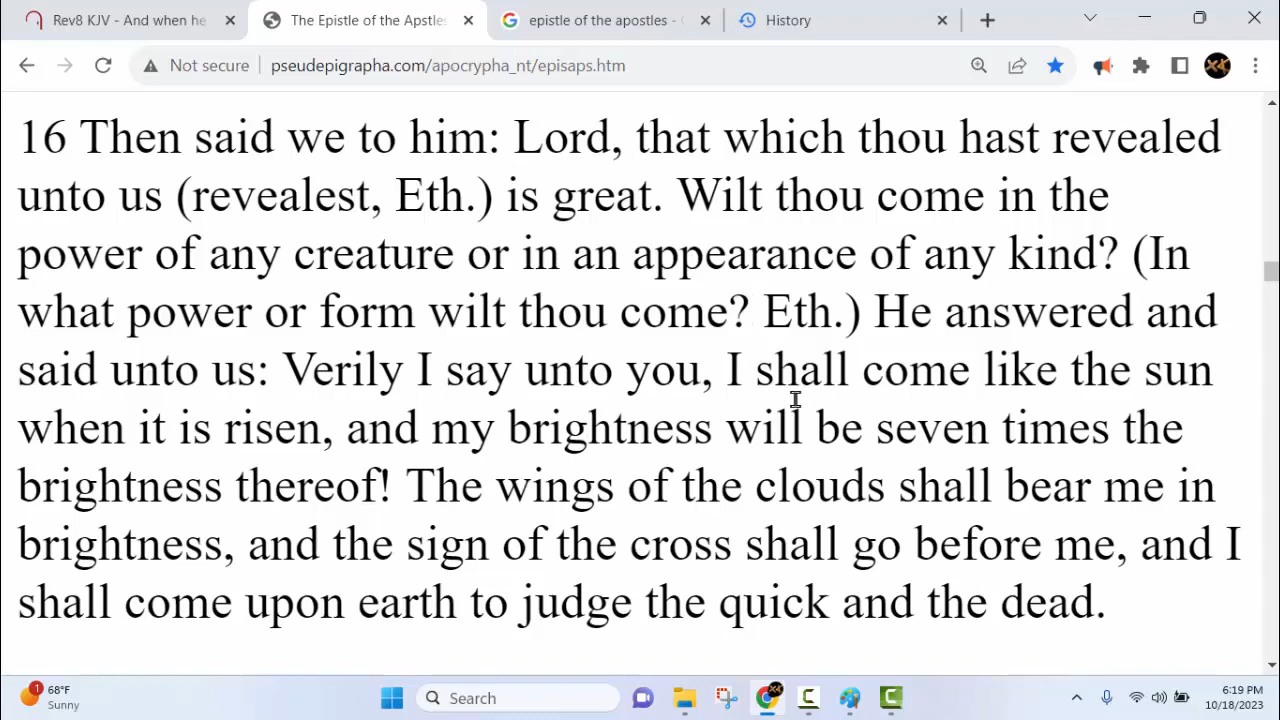 Rev8 KJV - And when he
The Epistle of the Apstles
epistle of the apostles -
History
Not secure
pseudepigrapha.com/apocrypha_nt/episaps.htm
16 Then said we to him: Lord, that which thou hast revealed
unto us (revealest, Eth.) is great. Wilt thou come in the
power of any creature or in an appearance of any kind? (In
what power or form wilt thou come? Eth.) He answered and
said unto us: Verily I say unto you, I shall come like the sun
when it is risen, and my brightness will be seven times the
brightness thereof! The wings of the clouds shall bear me in
brightness, and the sign of the cross shall go before me, and I
shall come upon earth to judge the quick and the dead.
1
68°F
Sunny
Search
6:19 PM
10/18/2023